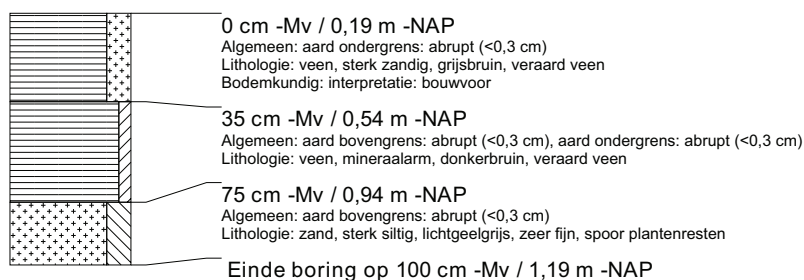 0 cm -Mv / 0,19 m -NAP
Algemeen: aard ondergrens: abrupt (<0,3 cm)
Lithologie: veen, sterk zandig, grijsbruin, veraard veen
Bodemkundig: interpretatie: bouwvoor
35 cm -Mv / 0,54 m -NAP
Algemeen: aard bovengrens: abrupt (<0,3 cm), aard ondergrens: abrupt (<0,3 cm)
Lithologie: veen, mineraalarm, donkerbruin, veraard veen
75 cm -Mv / 0,94 m -NAP
Algemeen: aard bovengrens: abrupt (<0,3 cm)
Lithologie: zand, sterk siltig, lichtgeelgrijs, zeer fijn, spoor plantenresten
Einde boring op 100 cm -Mv / 1,19 m -NAP